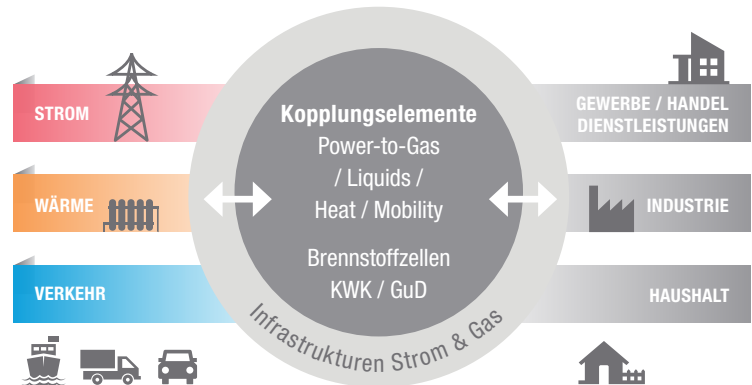 STROM
WÄRME
VERKEHR
Kopplungselemente
Power-to-Gas
/ Liquids /
Heat / Mobility
Brennstoffzellen
KWK / GuD
Infrastrukturen Strom & Gas
GEWERBE / HANDEL
DIENSTLEISTUNGEN
INDUSTRIE
HAUSHALT